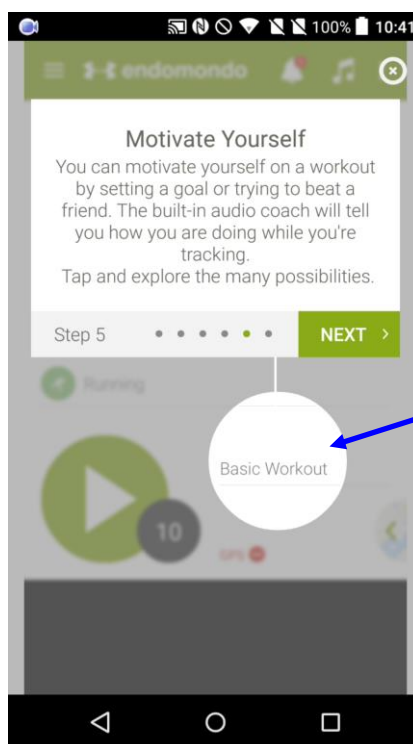 100% 10:41
endomondo
Motivate Yourself
You can motivate yourself on a workout
by setting a goal or trying to beat a
friend. The built-in audio coach will tell
you how you are doing while you're
tracking.
Tap and explore the many possibilities.
Step 5 NEXT
Running
Basic Workout
10
GPS